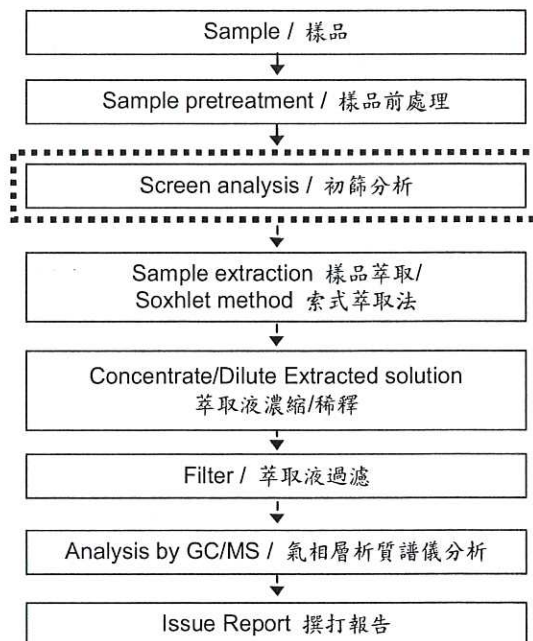 Sample / 樣品
Sample pretreatment / 樣品前處理
Screen analysis / 初篩分析
Sample extraction 樣品萃取/
Soxhlet method 索式萃取法
Concentrate/Dilute Extracted solution
萃取液濃縮/稀釋
Filter / 萃取液過濾
Analysis by GC/MS / 氣相層析質譜儀分析
Issue Report 撰打報告